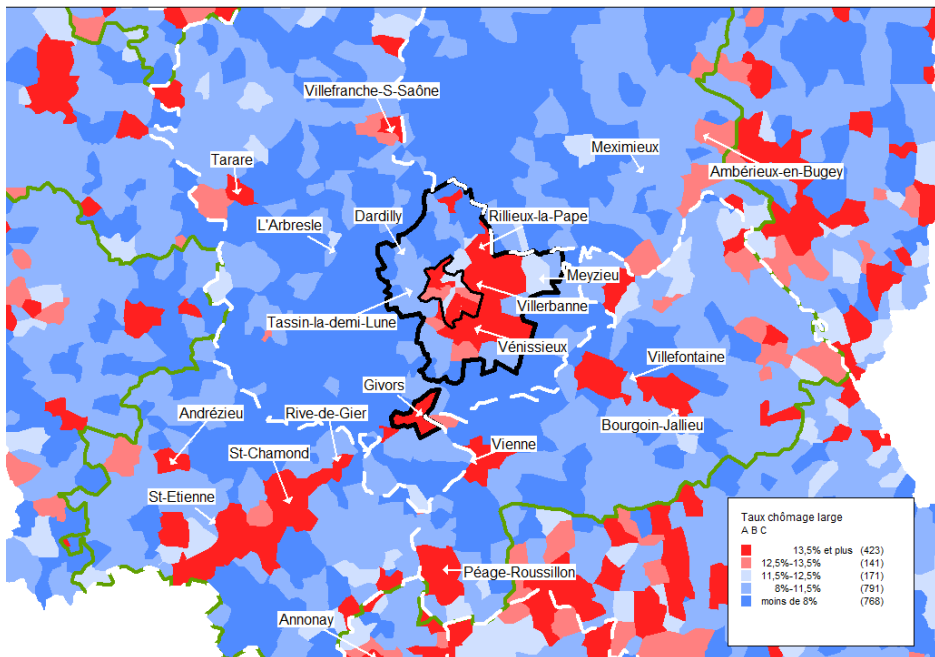 Villefranche-S-Saône
Meximieux
Tarare
Ambérieux-en-Bugey
Dardilly
Rillieux-la-Pape
L'Arbresle
Meyzieu
Villerbanne
Tassin-la-demi-Lune
Vénissieux
Villefontaine
Givors
Andrézieu
Rive-de-Gier
Bourgoin-Jallieu
St-Chamond
Vienne
St-Etienne
Péage-Roussillon
Annonay
Taux chômage large
A B C
13,5% et plus (423)
12,5%-13,5% (141)
11,5%-12,5% (171)
8%-11,5% (791)
moins de 8% (768)